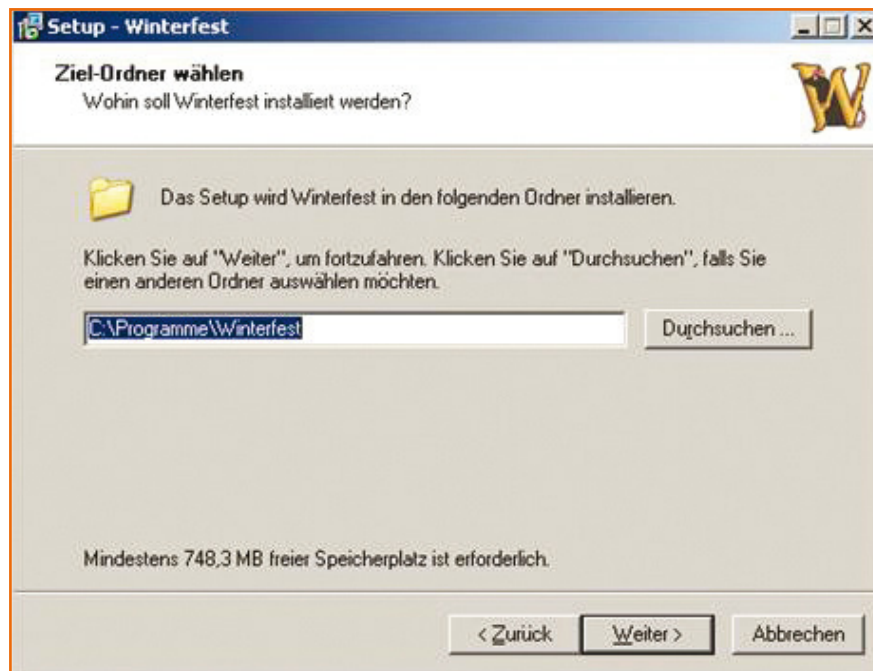 Setup - Winterfest
Ziel-Ordner wählen
Wohin soll Winterfest installiert werden?
W
Das Setup wird Winterfest in den folgenden Ordner installieren.
Klicken Sie auf "Weiter", um fortzufahren. Klicken Sie auf "Durchsuchen", falls Sie
einen anderen Ordner auswählen möchten.
C:\Programme\Winterfest
Durchsuchen ...
Mindestens 748,3 MB freier Speicherplatz ist erforderlich.
< Zurück
Weiter >
Abbrechen